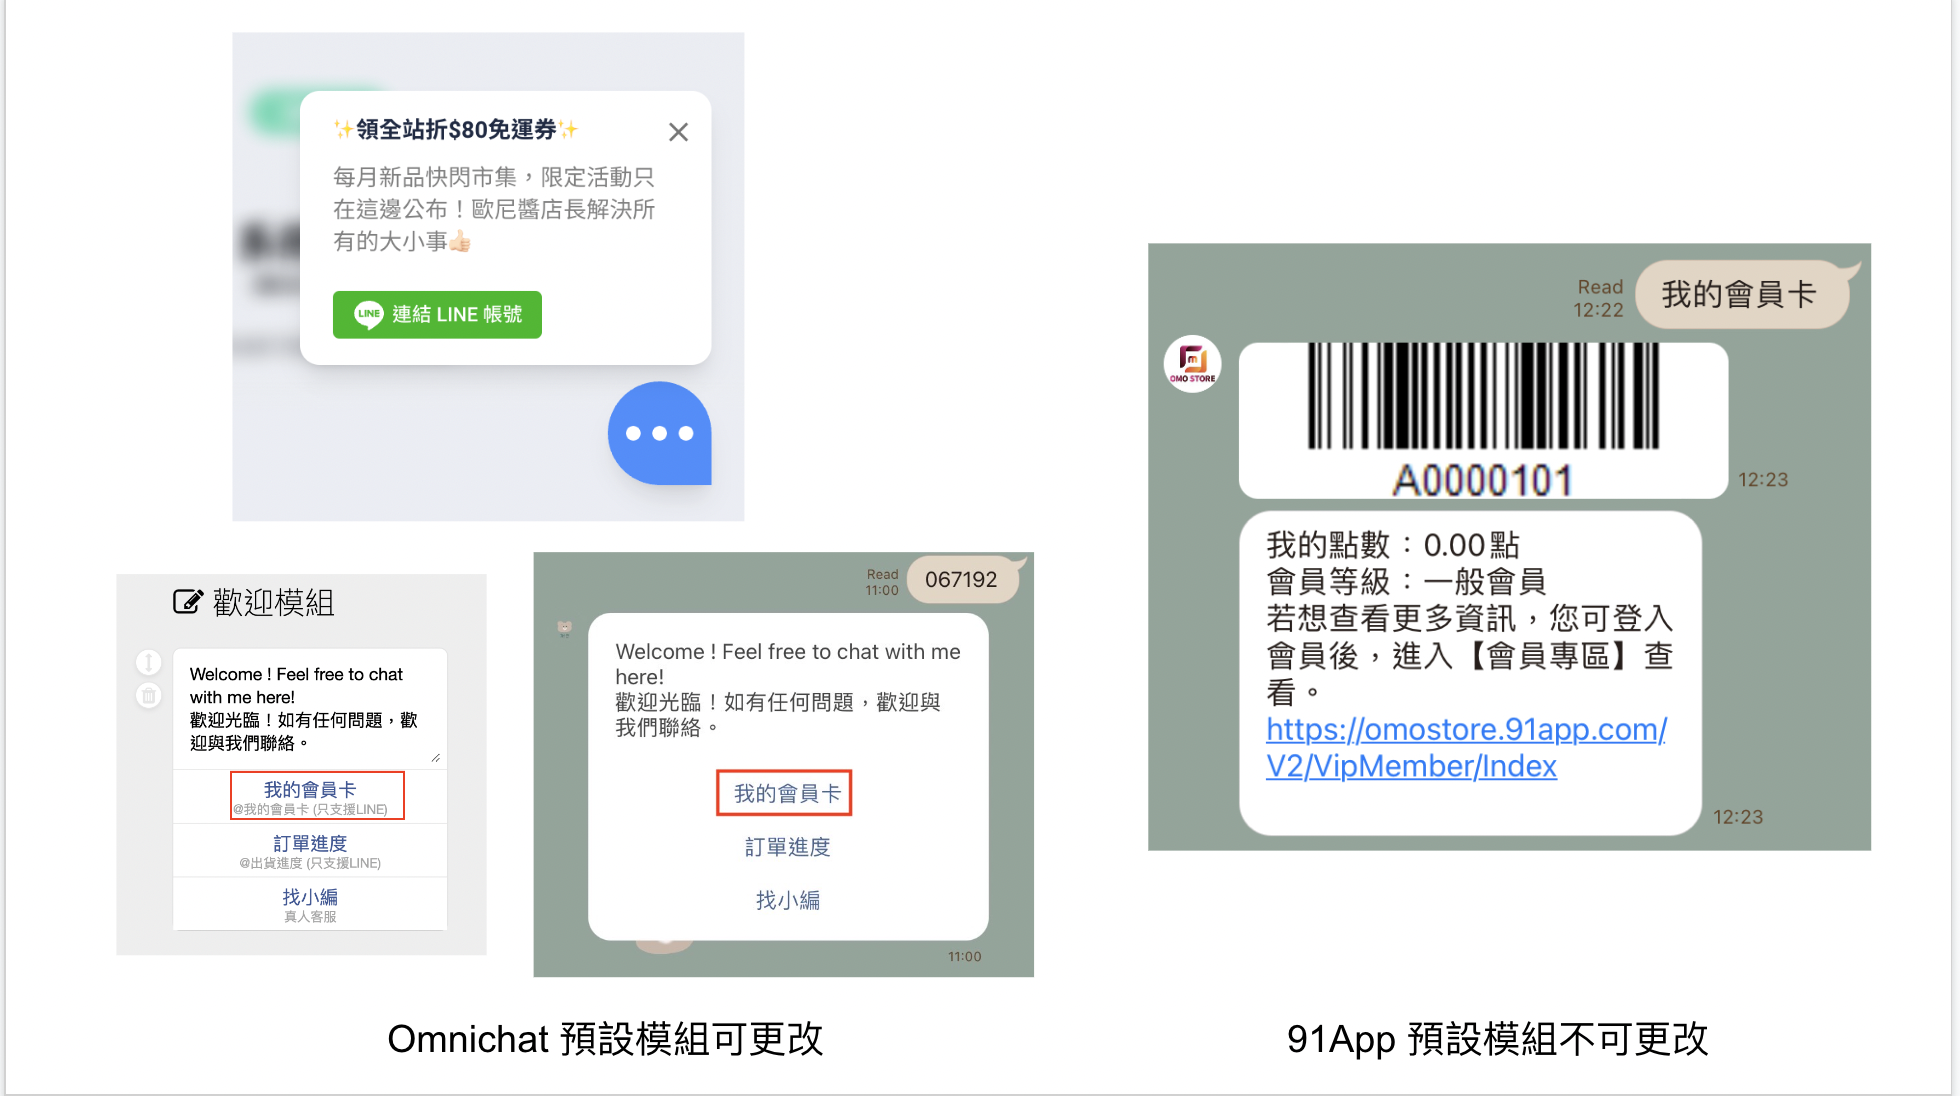 ✨領全站折$80免運券✨
每月新品快閃市集，限定活動只
在這邊公布！歐尼醬店長解決所
有的大小事👍🏻
LINE 連結 LINE 帳號
歡迎模組
Welcome ! Feel free to chat
with me here!
歡迎光臨！如有任何問題，歡
迎與我們聯絡。
我的會員卡
@我的會員卡 (只支援LINE)
訂單進度
@出貨進度 (只支援LINE)
找小編
真人客服
Read
11:00
067192
Welcome ! Feel free to chat with me
here!
歡迎光臨！如有任何問題，歡迎與
我們聯絡。
我的會員卡
訂單進度
找小編
11:00
Omnichat 預設模組可更改
Read
12:22
我的會員卡
OMO STORE
A0000101
12:23
我的點數：0.00點
會員等級：一般會員
若想查看更多資訊，您可登入
會員後，進入【會員專區】查
看。
https://omostore.91app.com/
V2/VipMember/Index
12:23
91App 預設模組不可更改